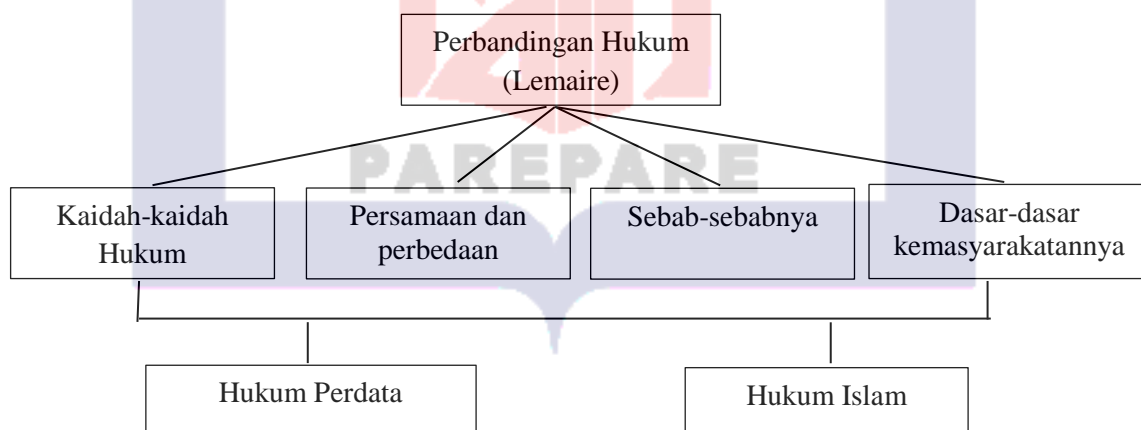 Perbandingan Hukum
(Lemaire)
PAREPARE
Kaidah-kaidah
Hukum
Persamaan dan
perbedaan
Sebab-sebabnya
Dasar-dasar
kemasyarakatannya
Hukum Perdata
Hukum Islam